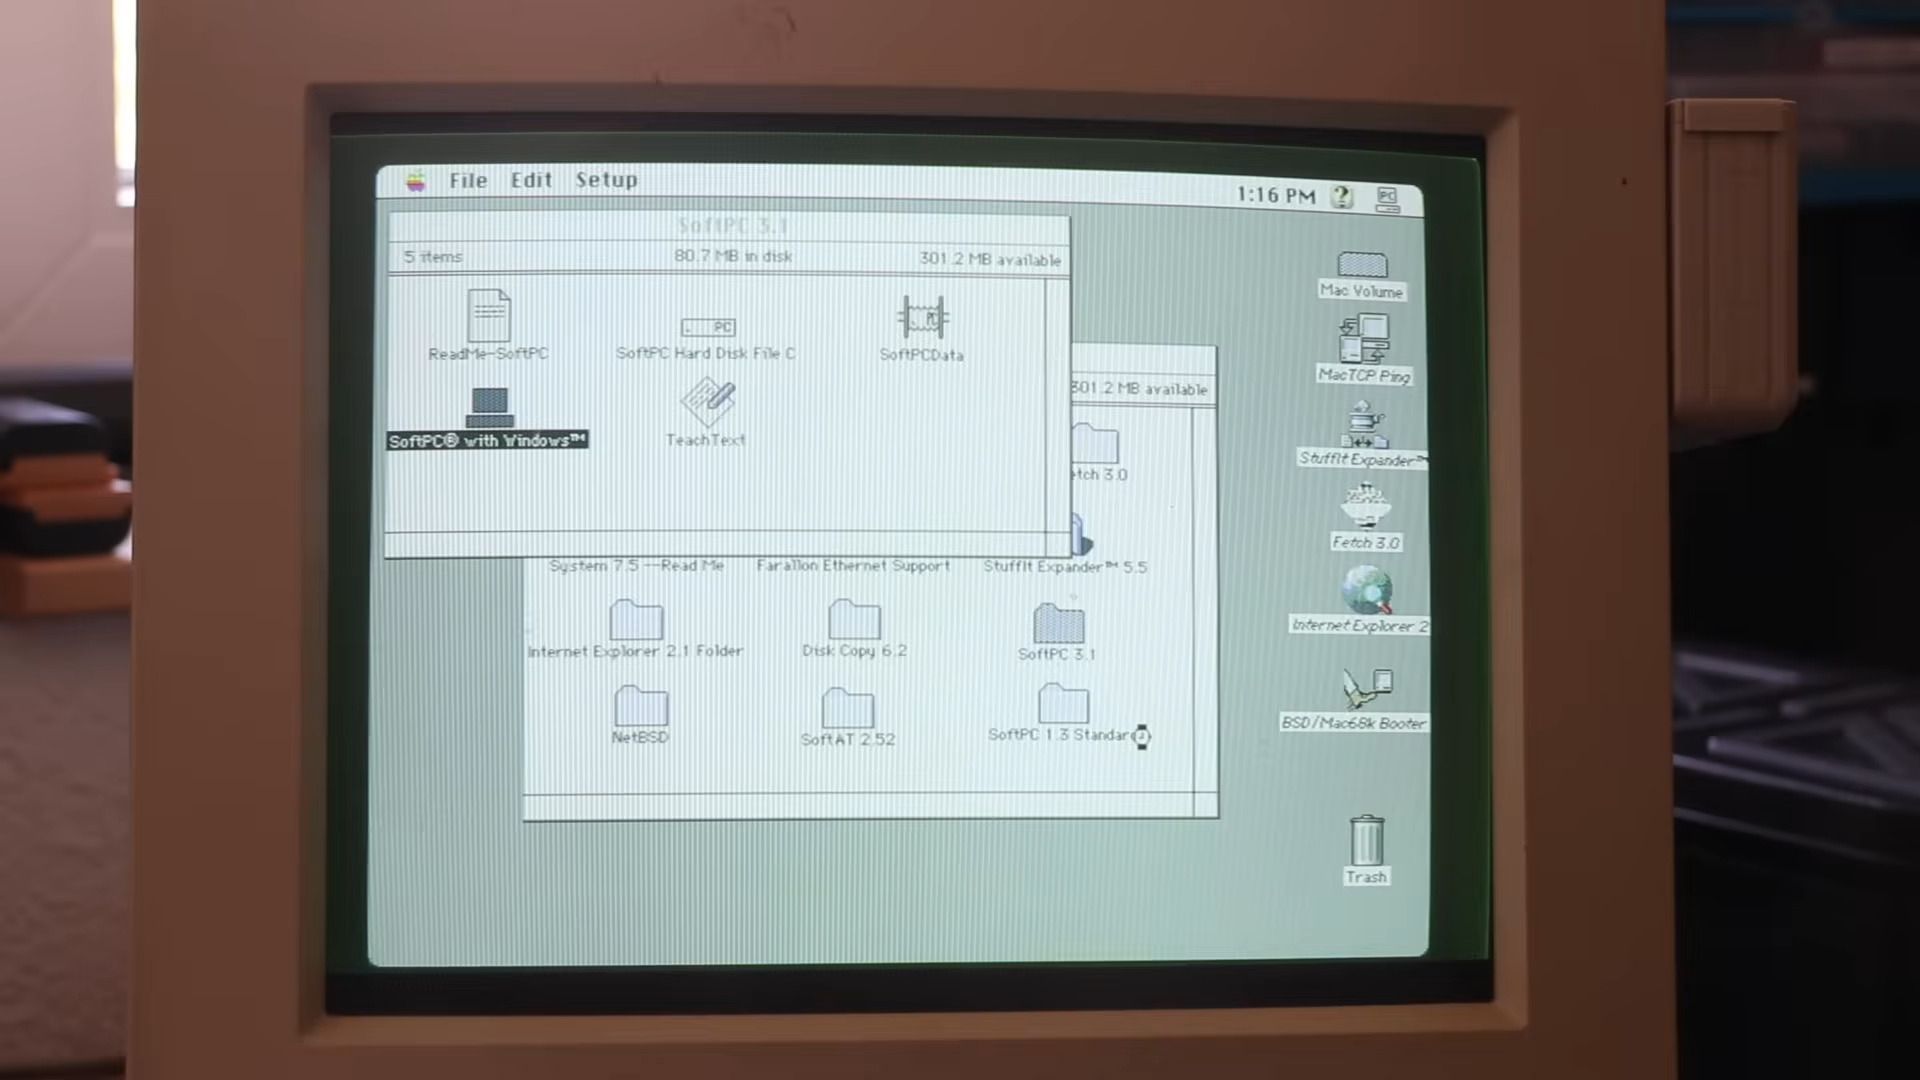 File Edit Setup
1:16 PM
PC
SoftPC 3.1
5 items 80.7 MB in disk 301.2 MB available
PC
PC
ReadMe-SoftPC SoftPC Hard Disk File C SoftPCData
SoftPC® with Windows™ TeachText
301.2 MB available
etch 3.0
System 7.5 --Read Me Farallon Ethernet Support StuffIt Expander™ 5.5
Internet Explorer 2.1 Folder Disk Copy 6.2 SoftPC 3.1
NetBSD SoftAT 2.52 SoftPC 1.3 Standar
Mac Volume
MacTCP Ping
StuffIt Expander™
Fetch 3.0
Internet Explorer 2
BSD/Mac68k Booter
Trash